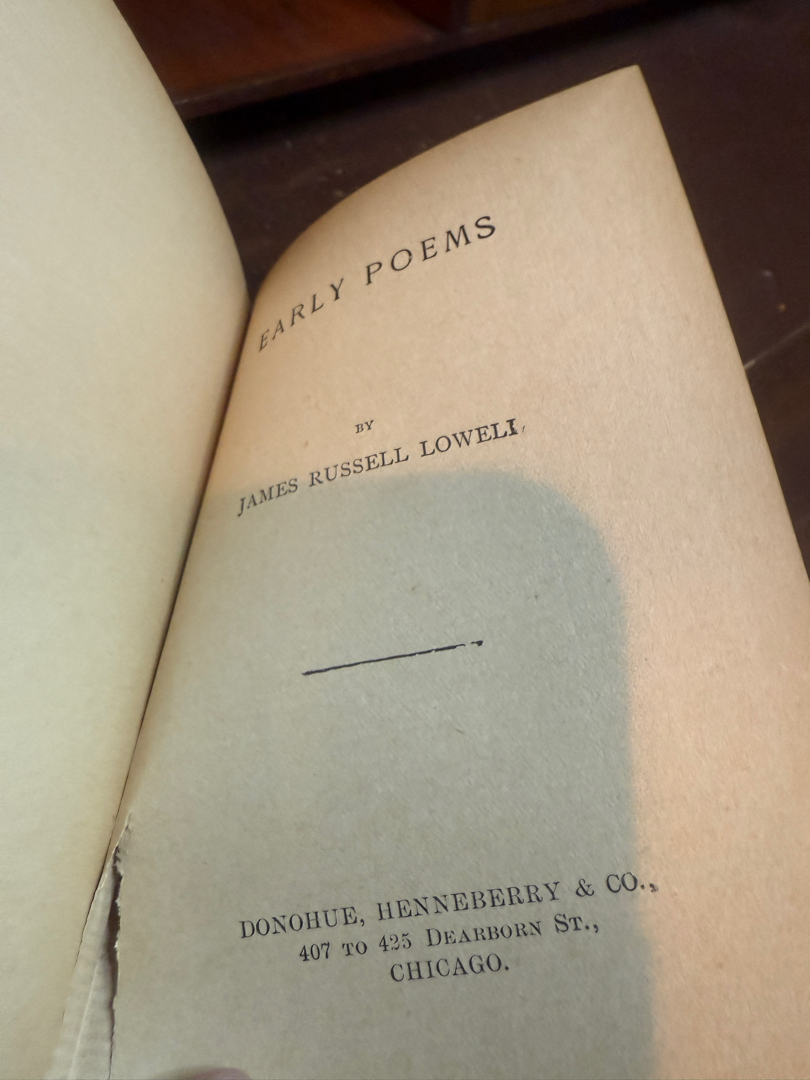 EARLY POEMS
BY
JAMES RUSSELL LOWELL,
DONOHUE, HENNEBERRY & CO.,
407 TO 425 DEARBORN ST.,
CHICAGO.